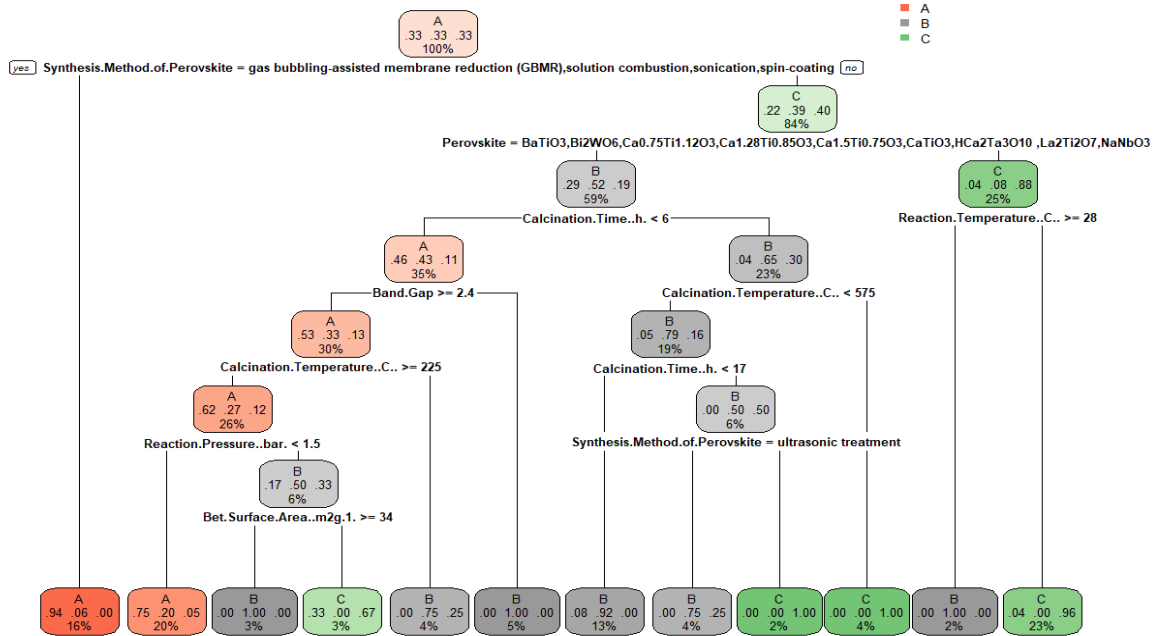 A
B
C
A
.33 .33 .33
100%
yes Synthesis.Method.of.Perovskite = gas bubbling-assisted membrane reduction (GBMR),solution combustion,sonication,spin-coating no
C
.22 .39 .40
84%
Perovskite = BaTiO3,Bi2WO6,Ca0.75Ti1.12O3,Ca1.28Ti0.85O3,Ca1.5Ti0.75O3,CaTiO3,HCa2Ta3O10 ,La2Ti2O7,NaNbO3
B
.29 .52 .19
59%
C
.04 .08 .88
25%
Calcination.Time..h. < 6
Reaction.Temperature..C.. >= 28
A
.46 .43 .11
35%
B
.04 .65 .30
23%
Band.Gap >= 2.4
Calcination.Temperature..C.. < 575
A
.53 .33 .13
30%
B
.05 .79 .16
19%
Calcination.Temperature..C.. >= 225
Calcination.Time..h. < 17
A
.62 .27 .12
26%
B
.00 .50 .50
6%
Reaction.Pressure..bar. < 1.5
Synthesis.Method.of.Perovskite = ultrasonic treatment
B
.17 .50 .33
6%
Bet.Surface.Area..m2g.1. >= 34
A
.94 .06 .00
16%
A
.75 .20 .05
20%
B
.00 1.00 .00
3%
C
.33 .00 .67
3%
B
.00 .75 .25
4%
B
.00 1.00 .00
5%
B
.08 .92 .00
13%
B
.00 .75 .25
4%
C
.00 .00 1.00
2%
C
.00 .00 1.00
4%
B
.00 1.00 .00
2%
C
.04 .00 .96
23%